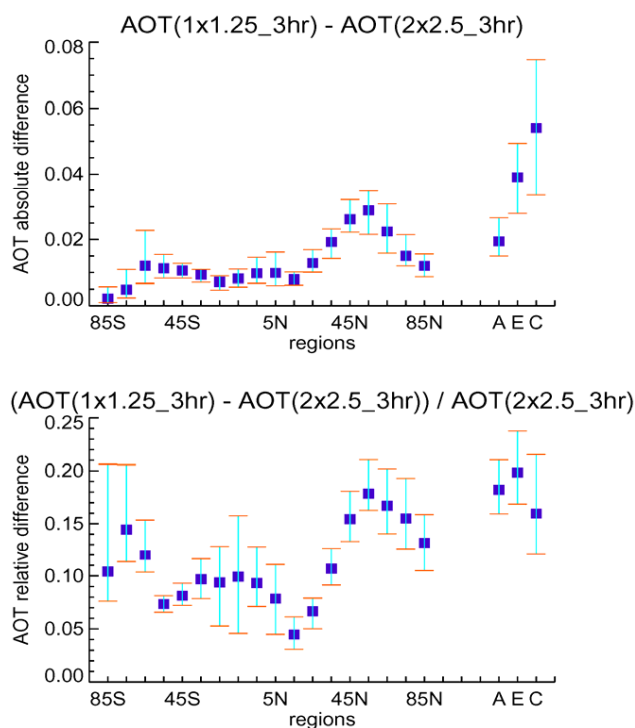 AOT(1x1.25_3hr) - AOT(2x2.5_3hr)
0.08
0.06
0.04
0.02
0.00
AOT absolute difference
85S 45S 5N 45N 85N A E C
regions
(AOT(1x1.25_3hr) - AOT(2x2.5_3hr)) / AOT(2x2.5_3hr)
0.25
0.20
0.15
0.10
0.05
0.00
AOT relative difference
85S 45S 5N 45N 85N A E C
regions